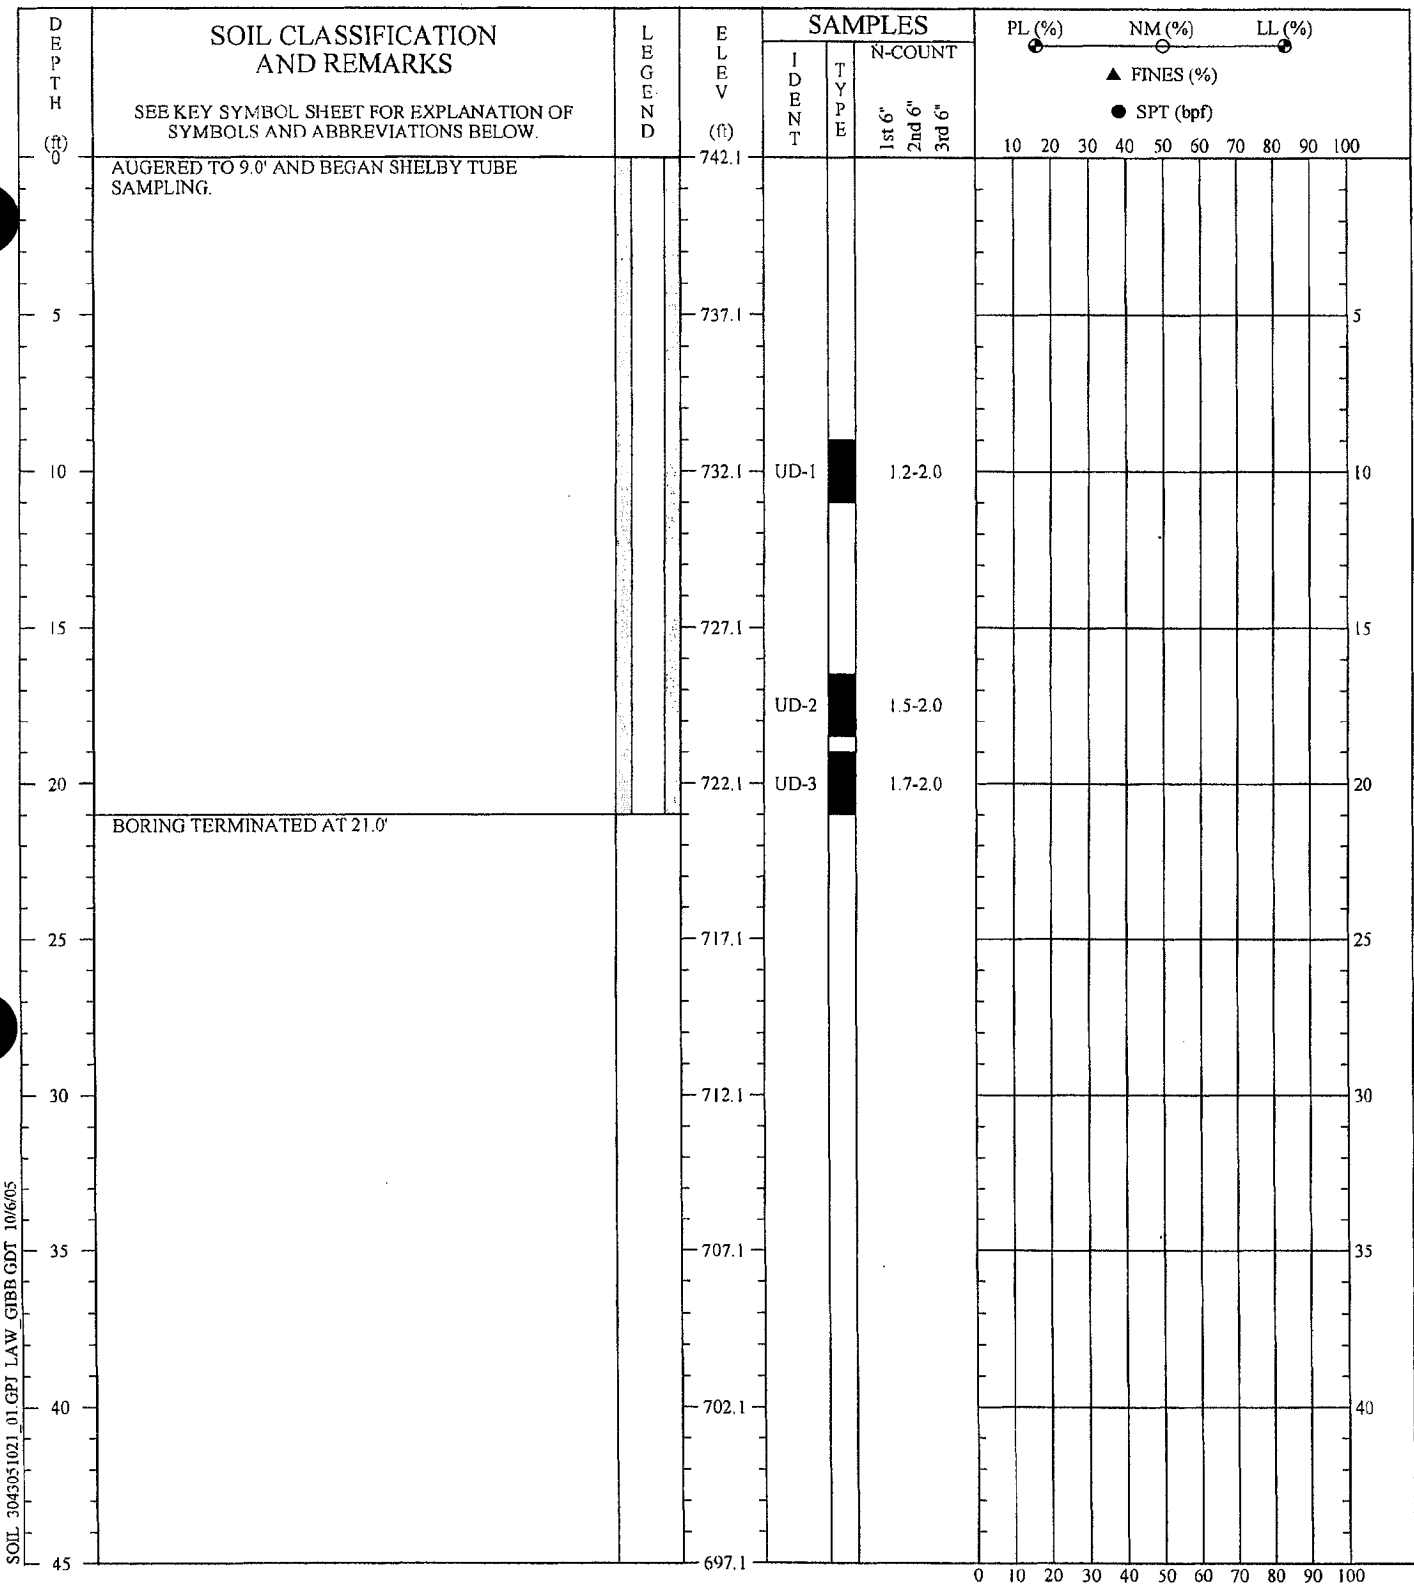 DEPTH
(ft)
SOIL CLASSIFICATION
AND REMARKS
SEE KEY SYMBOL SHEET FOR EXPLANATION OF
SYMBOLS AND ABBREVIATIONS BELOW.
LEGEND
ELEV
(ft)
SAMPLES
IDENT
TYPE
N-COUNT
1st 6"
2nd 6"
3rd 6"
PL (%) NM (%) LL (%)
▲ FINES (%)
● SPT (bpf)
10 20 30 40 50 60 70 80 90 100
0 742.1
AUGERED TO 9.0' AND BEGAN SHELBY TUBE
SAMPLING.
5 737.1 5
10 732.1 UD-1 1.2-2.0 10
15 727.1 15
UD-2 1.5-2.0
20 722.1 UD-3 1.7-2.0 20
BORING TERMINATED AT 21.0'
25 717.1 25
30 712.1 30
35 707.1 35
40 702.1 40
45 697.1
0 10 20 30 40 50 60 70 80 90 100
SOIL 3043051021_01.GPJ LAW_GIBB GDT 10/6/05